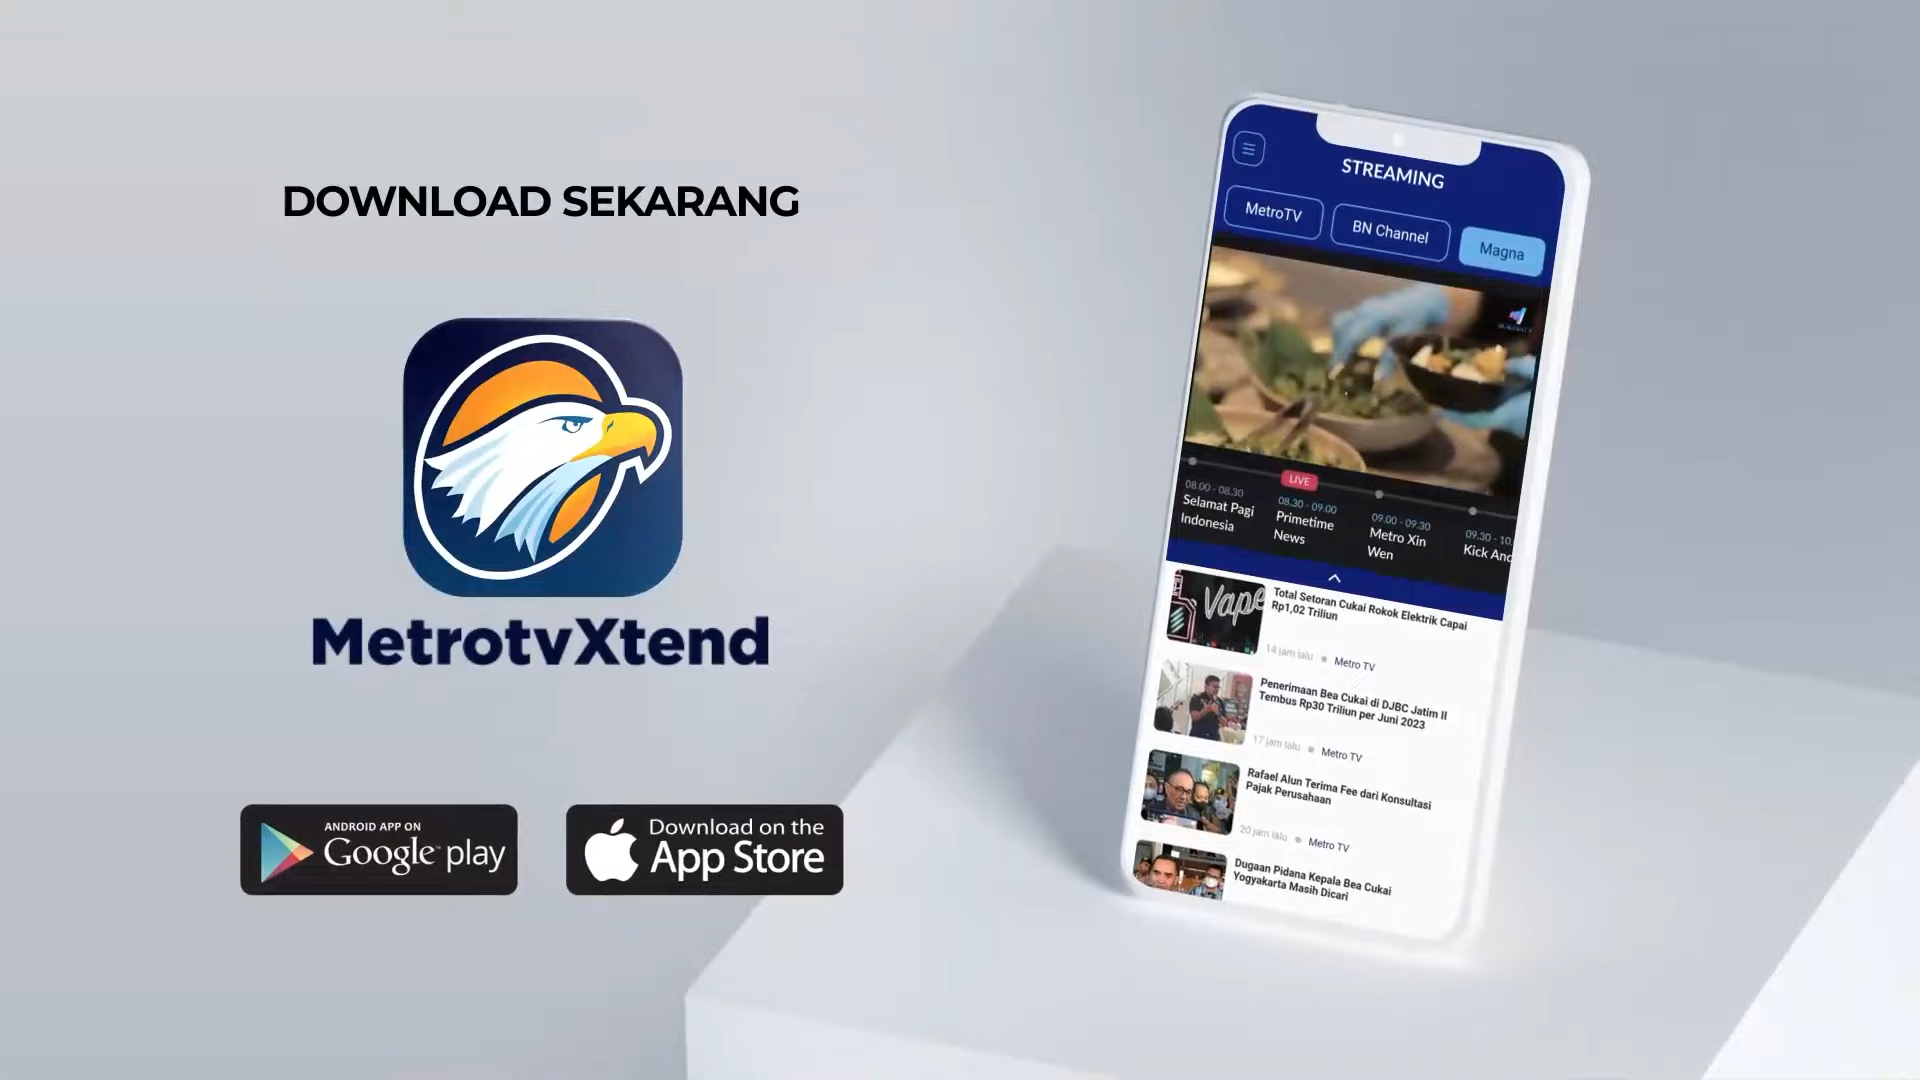 DOWNLOAD SEKARANG
MetrotvXtend
ANDROID APP ON
Google play
Download on the
App Store
STREAMING
MetroTV
BN Channel
Magna
LIVE
08.00 - 08.30
Selamat Pagi
Indonesia
08.30 - 09.00
Primetime
News
09.00 - 09.30
Metro Xin
Wen
09.30 - 10.
Kick And
Vape
Total Setoran Cukai Rokok Elektrik Capai
Rp1,02 Triliun
14 jam lalu
Metro TV
Penerimaan Bea Cukai di DJBC Jatim II
Tembus Rp30 Triliun per Juni 2023
17 jam lalu
Metro TV
Rafael Alun Terima Fee dari Konsultasi
Pajak Perusahaan
20 jam lalu
Metro TV
Dugaan Pidana Kepala Bea Cukai
Yogyakarta Masih Dicari